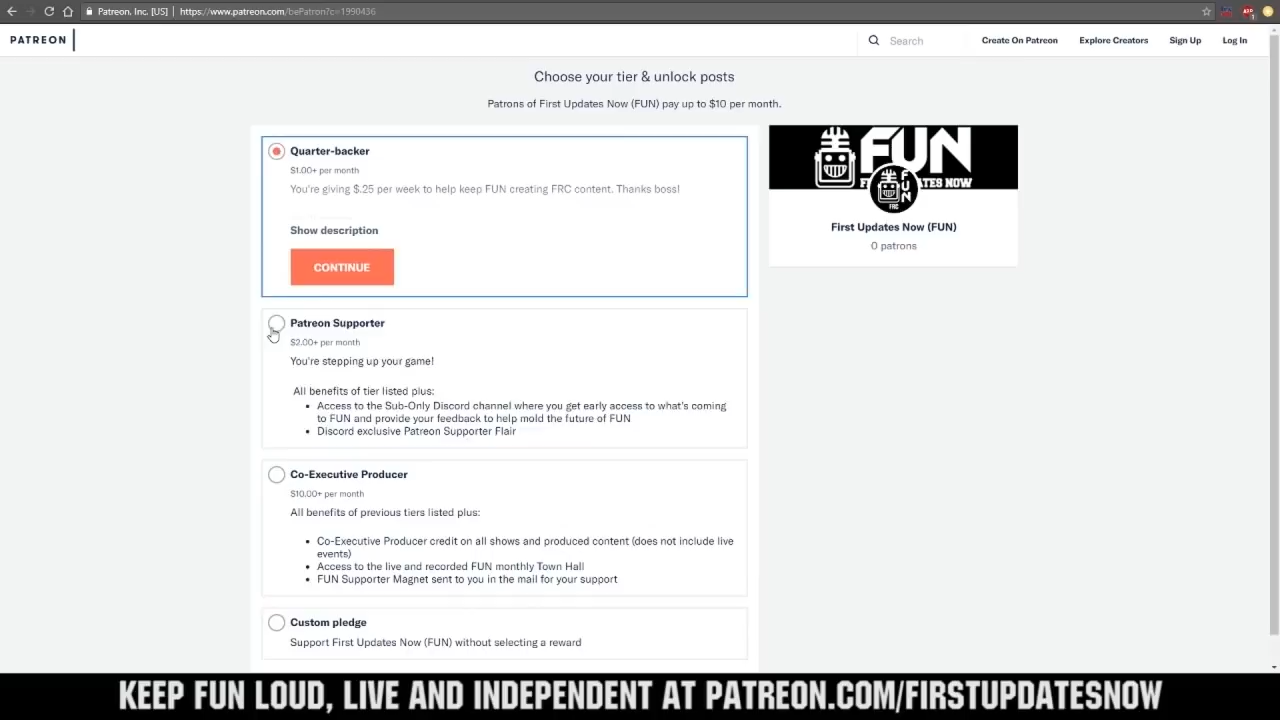 Patreon, Inc. [US] | https://www.patreon.com/bePatron?c=1990436
PATREON
Search
Create On Patreon
Explore Creators
Sign Up
Log In
Choose your tier & unlock posts
Patrons of First Updates Now (FUN) pay up to $10 per month.
Quarter-backer
$1.00+ per month
You're giving $.25 per week to help keep FUN creating FRC content. Thanks boss!
Show description
CONTINUE
FUN
FUN
FRC
First Updates Now (FUN)
0 patrons
Patreon Supporter
$2.00+ per month
You're stepping up your game!
All benefits of tier listed plus:
• Access to the Sub-Only Discord channel where you get early access to what's coming
to FUN and provide your feedback to help mold the future of FUN
• Discord exclusive Patreon Supporter Flair
Co-Executive Producer
$10.00+ per month
All benefits of previous tiers listed plus:
• Co-Executive Producer credit on all shows and produced content (does not include live
events)
• Access to the live and recorded FUN monthly Town Hall
• FUN Supporter Magnet sent to you in the mail for your support
Custom pledge
Support First Updates Now (FUN) without selecting a reward
KEEP FUN LOUD, LIVE AND INDEPENDENT AT PATREON.COM/FIRSTUPDATESNOW